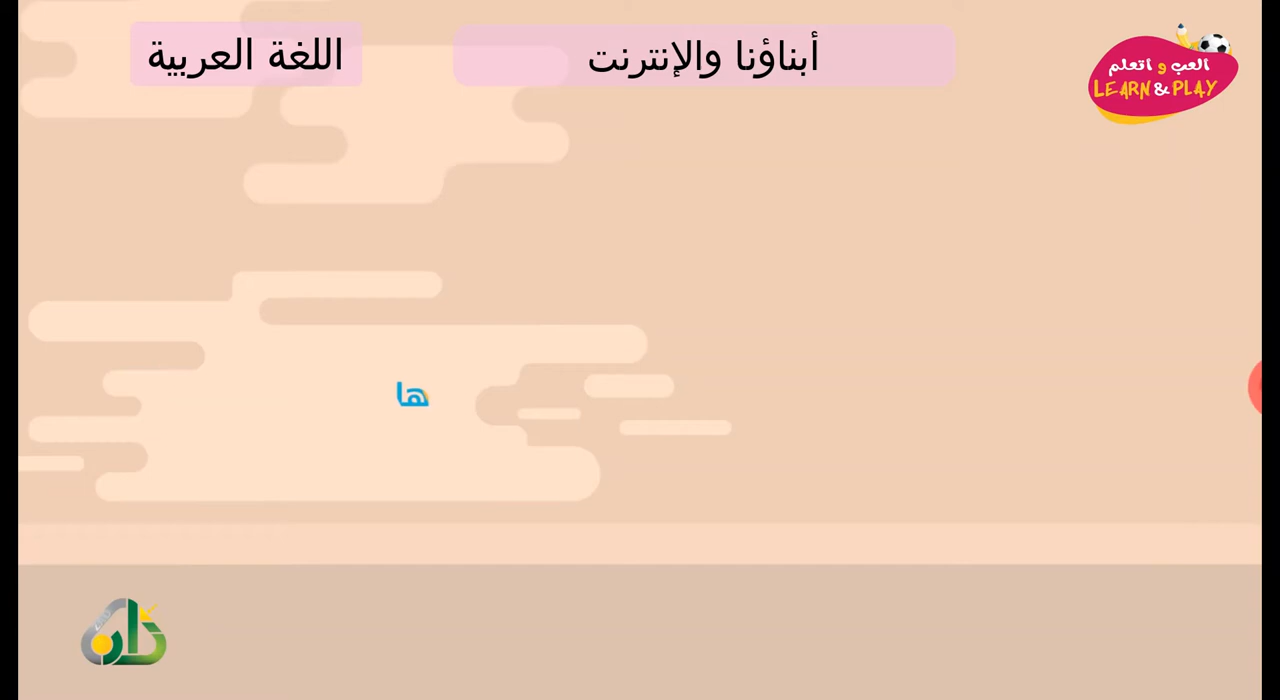 أبناؤنا والإنترنت
اللغة العربية
العب و اتعلم
LEARN & PLAY
ها